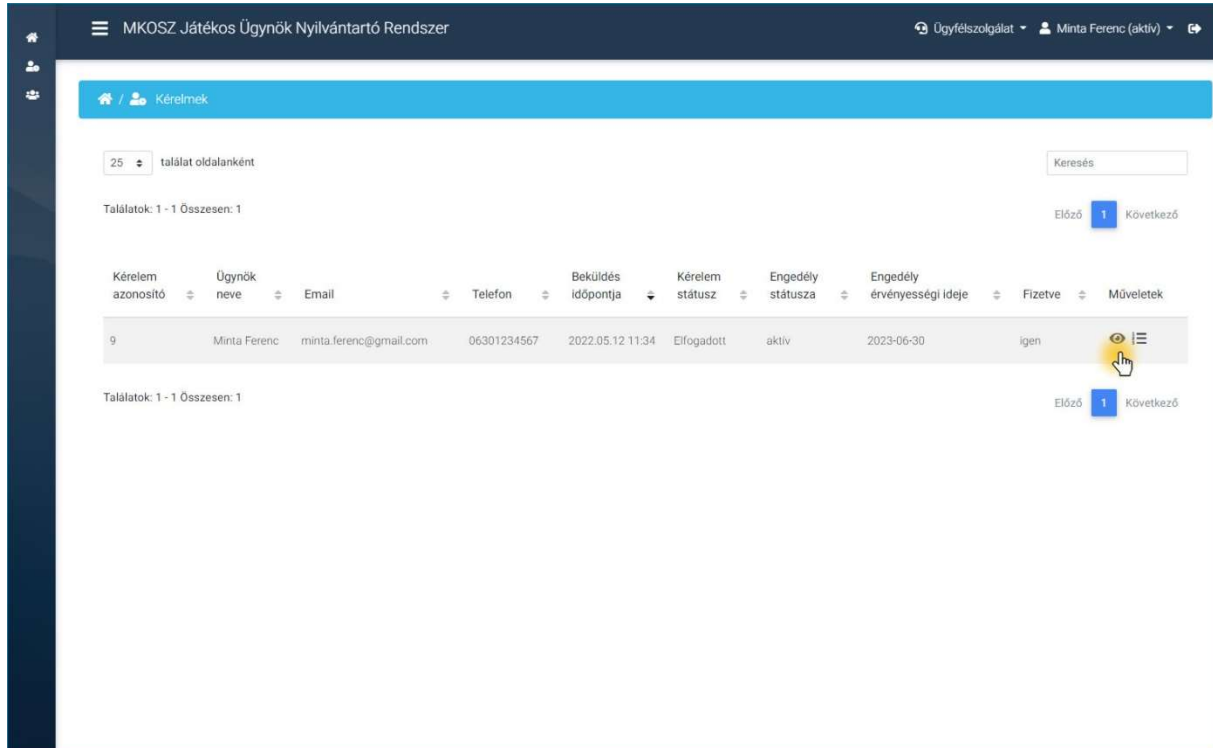 MKOSZ Játékos Ügynök Nyilvántartó Rendszer
Ügyfélszolgálat
Minta Ferenc (aktív)
/ Kérelmek
25 találat oldalanként
Keresés
Találatok: 1 - 1 Összesen: 1
Előző 1 Következő
Kérelem azonosító
Ügynök neve
Email
Telefon
Beküldés időpontja
Kérelem státusz
Engedély státusza
Engedély érvényességi ideje
Fizetve
Műveletek
9 Minta Ferenc minta.ferenc@gmail.com 06301234567 2022.05.12 11:34 Elfogadott aktív 2023-06-30 igen
Találatok: 1 - 1 Összesen: 1
Előző 1 Következő